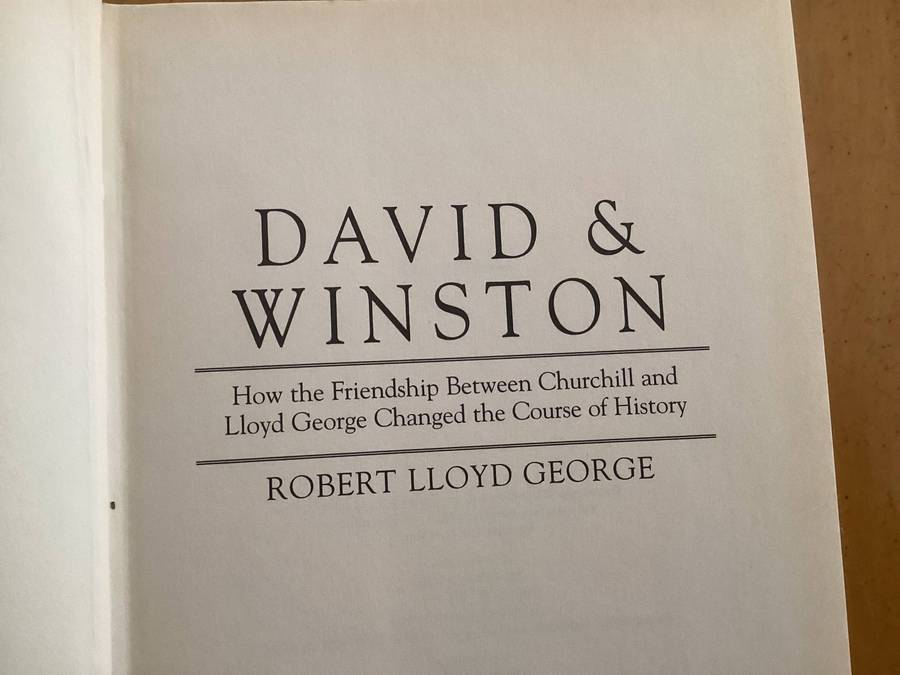 DAVID &
WINSTON
How the Friendship Between Churchill and
Lloyd George Changed the Course of History
ROBERT LLOYD GEORGE